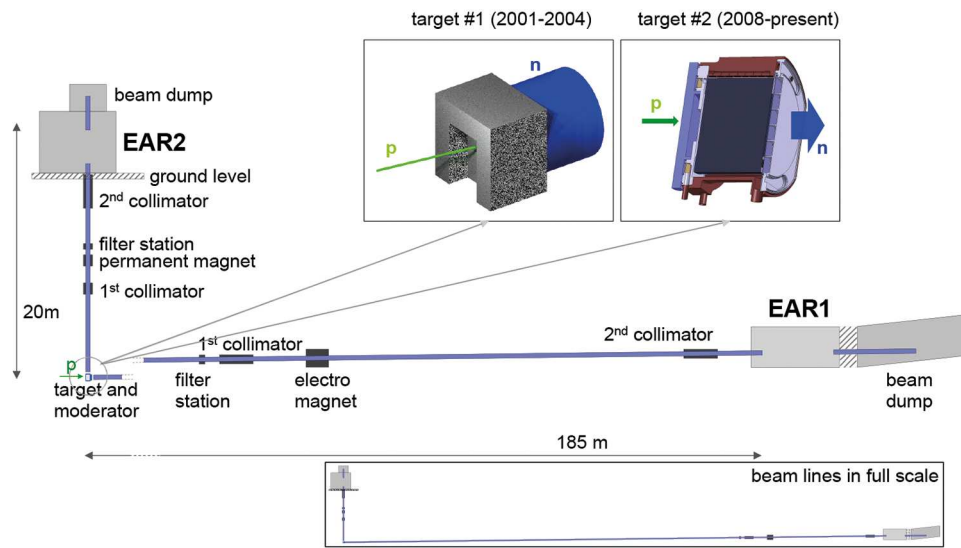 target #1 (2001-2004)
target #2 (2008-present)
n
p
p
n
beam dump
EAR2
ground level
2nd collimator
filter station
permanent magnet
1st collimator
20m
p
target and
moderator
1st collimator
filter
station
electro
magnet
2nd collimator
EAR1
beam
dump
185 m
beam lines in full scale